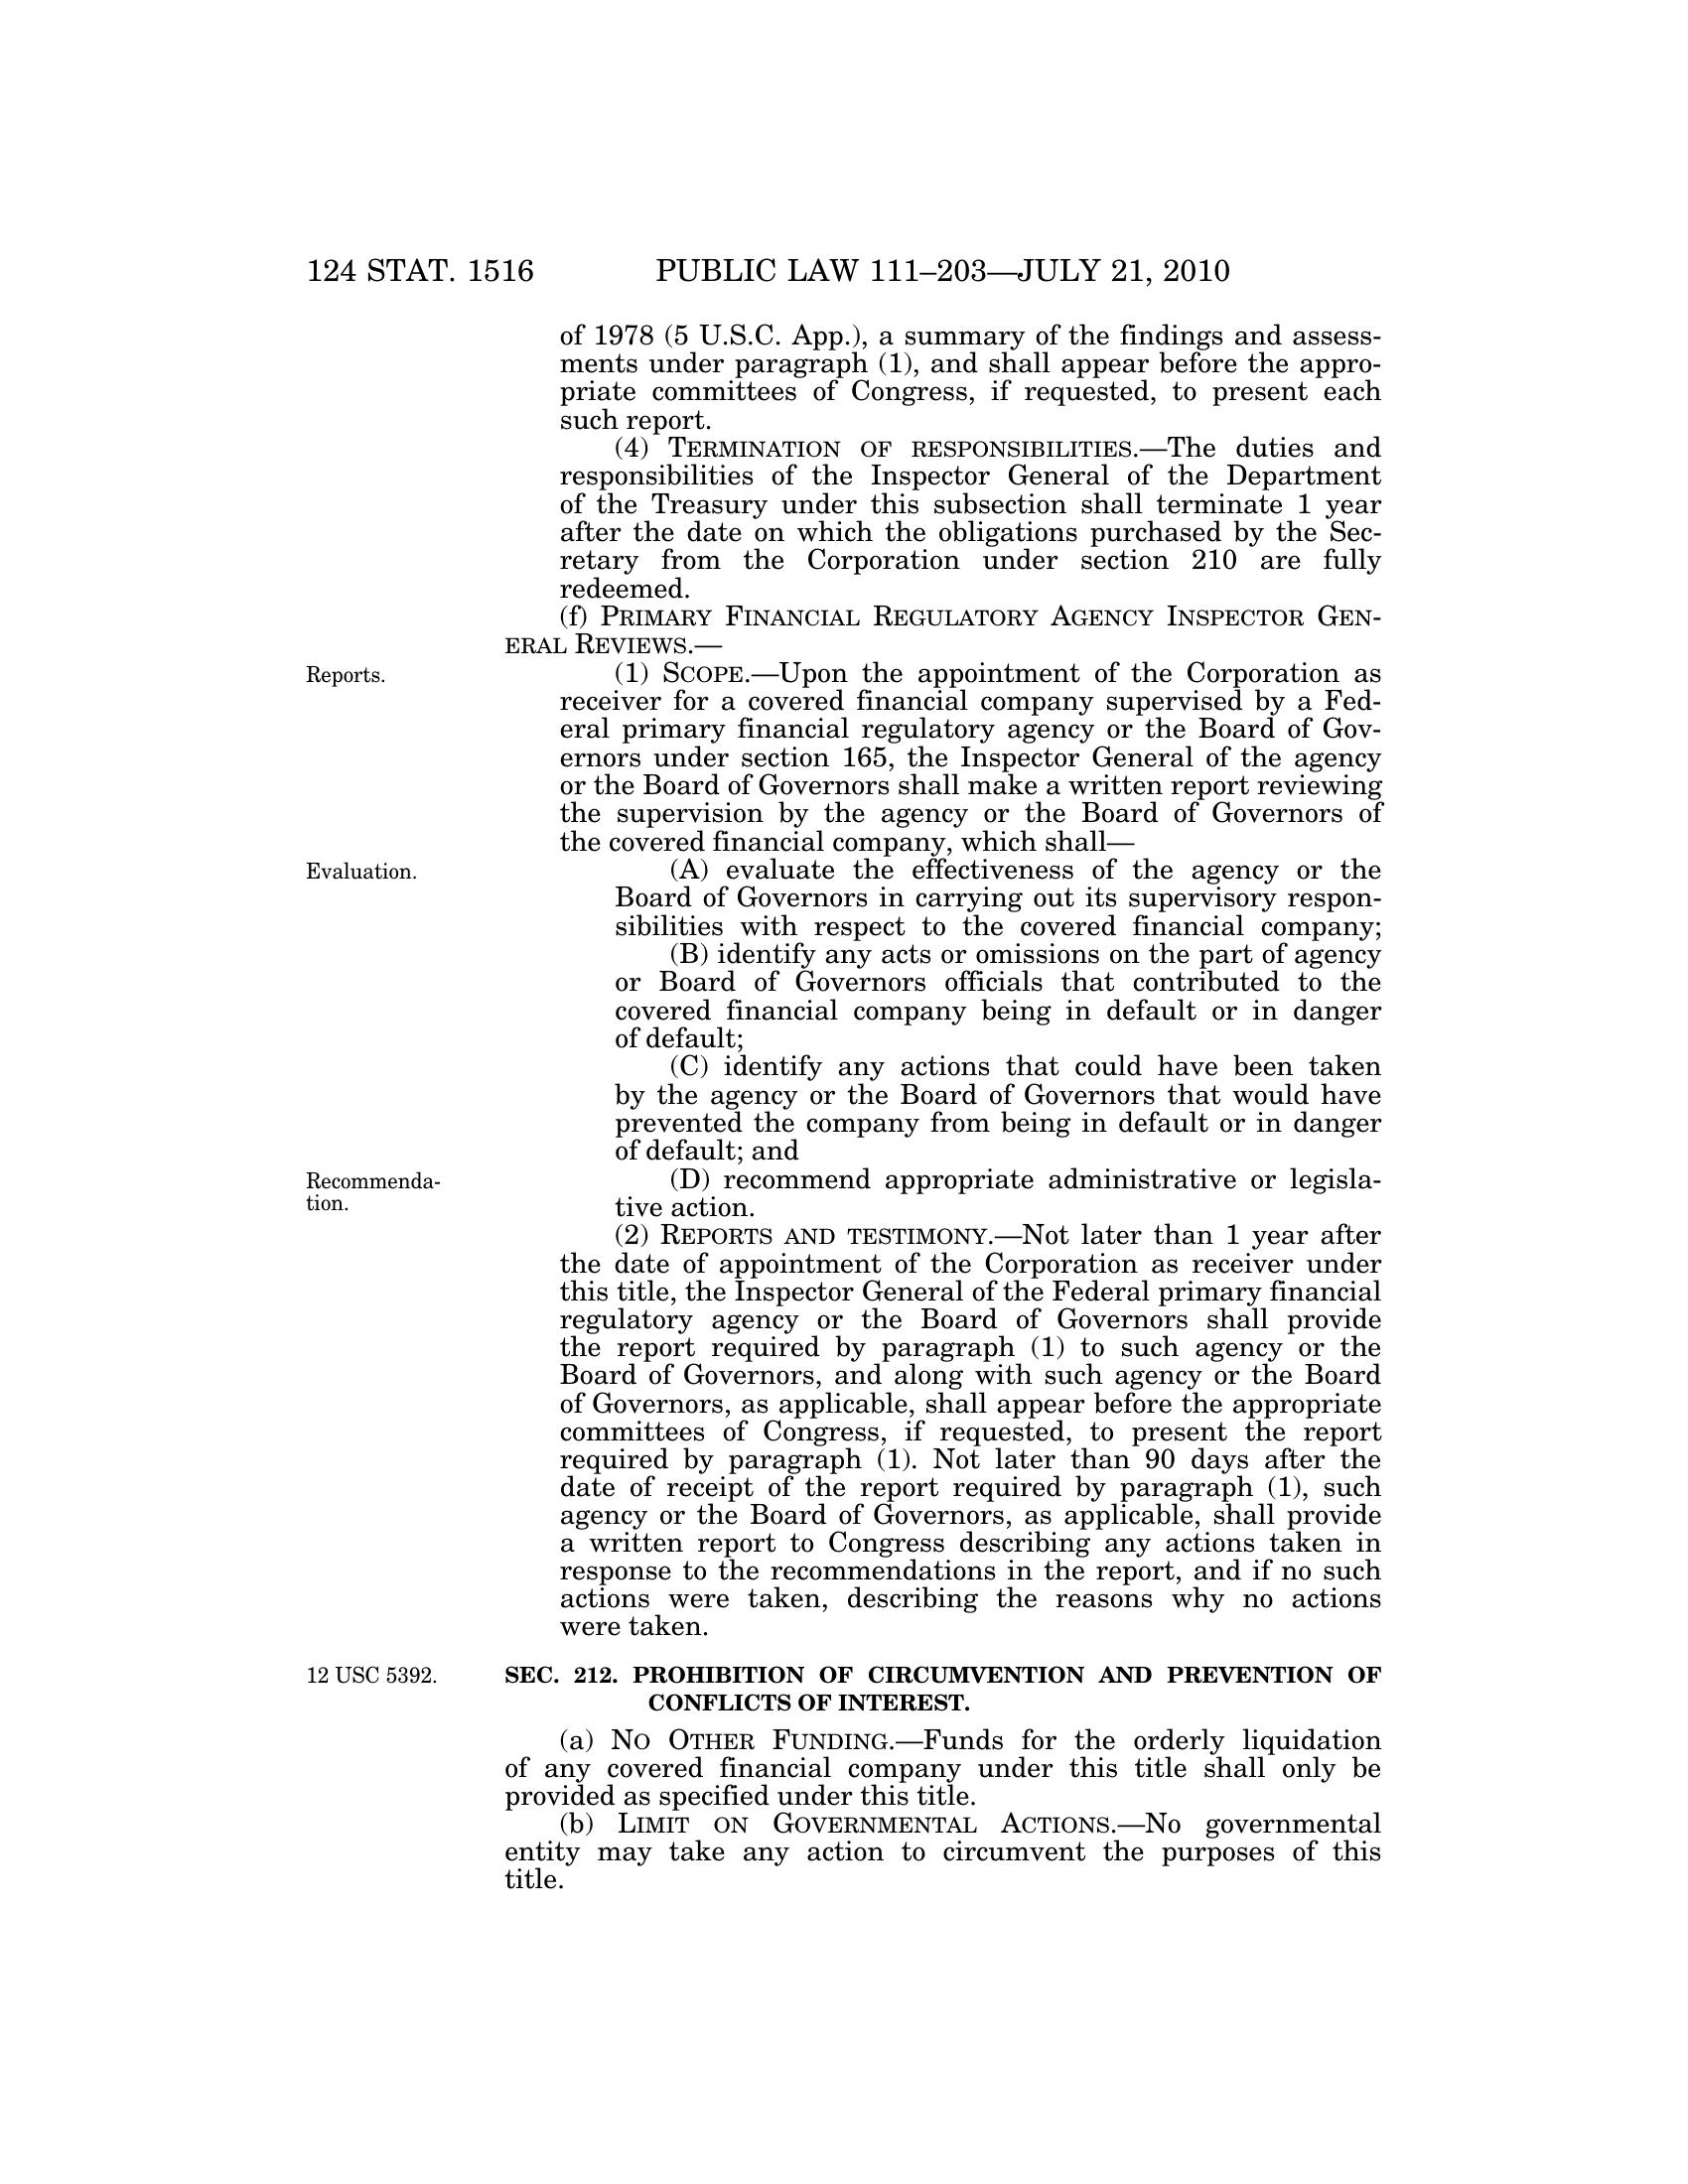 124 STAT. 1516 PUBLIC LAW 111–203—JULY 21, 2010
of 1978 (5 U.S.C. App.), a summary of the findings and assess-
ments under paragraph (1), and shall appear before the appro-
priate committees of Congress, if requested, to present each
such report.
(4) TERMINATION OF RESPONSIBILITIES.—The duties and
responsibilities of the Inspector General of the Department
of the Treasury under this subsection shall terminate 1 year
after the date on which the obligations purchased by the Sec-
retary from the Corporation under section 210 are fully
redeemed.
(f) PRIMARY FINANCIAL REGULATORY AGENCY INSPECTOR GEN-
ERAL REVIEWS.—
Reports.
(1) SCOPE.—Upon the appointment of the Corporation as
receiver for a covered financial company supervised by a Fed-
eral primary financial regulatory agency or the Board of Gov-
ernors under section 165, the Inspector General of the agency
or the Board of Governors shall make a written report reviewing
the supervision by the agency or the Board of Governors of
the covered financial company, which shall—
Evaluation.
(A) evaluate the effectiveness of the agency or the
Board of Governors in carrying out its supervisory respon-
sibilities with respect to the covered financial company;
(B) identify any acts or omissions on the part of agency
or Board of Governors officials that contributed to the
covered financial company being in default or in danger
of default;
(C) identify any actions that could have been taken
by the agency or the Board of Governors that would have
prevented the company from being in default or in danger
of default; and
Recommenda-
tion.
(D) recommend appropriate administrative or legisla-
tive action.
(2) REPORTS AND TESTIMONY.—Not later than 1 year after
the date of appointment of the Corporation as receiver under
this title, the Inspector General of the Federal primary financial
regulatory agency or the Board of Governors shall provide
the report required by paragraph (1) to such agency or the
Board of Governors, and along with such agency or the Board
of Governors, as applicable, shall appear before the appropriate
committees of Congress, if requested, to present the report
required by paragraph (1). Not later than 90 days after the
date of receipt of the report required by paragraph (1), such
agency or the Board of Governors, as applicable, shall provide
a written report to Congress describing any actions taken in
response to the recommendations in the report, and if no such
actions were taken, describing the reasons why no actions
were taken.
12 USC 5392.
SEC. 212. PROHIBITION OF CIRCUMVENTION AND PREVENTION OF
CONFLICTS OF INTEREST.
(a) NO OTHER FUNDING.—Funds for the orderly liquidation
of any covered financial company under this title shall only be
provided as specified under this title.
(b) LIMIT ON GOVERNMENTAL ACTIONS.—No governmental
entity may take any action to circumvent the purposes of this
title.